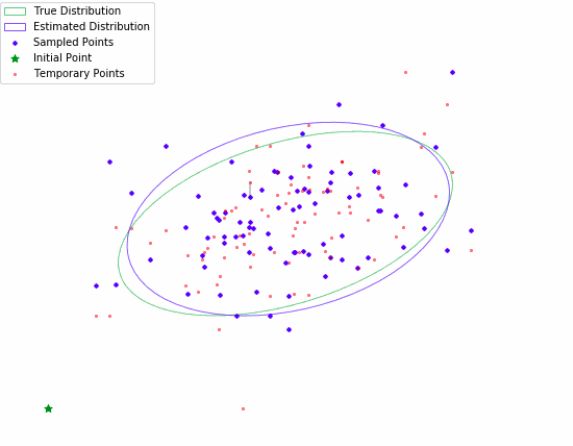 True Distribution
Estimated Distribution
Sampled Points
Initial Point
Temporary Points